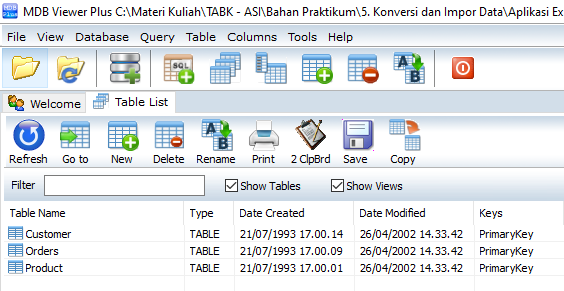 MDB Viewer Plus C:\Materi Kuliah\TABK - ASI\Bahan Praktikum\5. Konversi dan Impor Data\Aplikasi Ex
File View Database Query Table Columns Tools Help
SQL
Welcome Table List
Refresh Go to New Delete Rename Print 2 ClpBrd Save Copy
Filter Show Tables Show Views
Table Name Type Date Created Date Modified Keys
Customer TABLE 21/07/1993 17.00.14 26/04/2002 14.33.42 PrimaryKey
Orders TABLE 21/07/1993 17.00.09 26/04/2002 14.33.42 PrimaryKey
Product TABLE 21/07/1993 17.00.01 26/04/2002 14.33.42 PrimaryKey